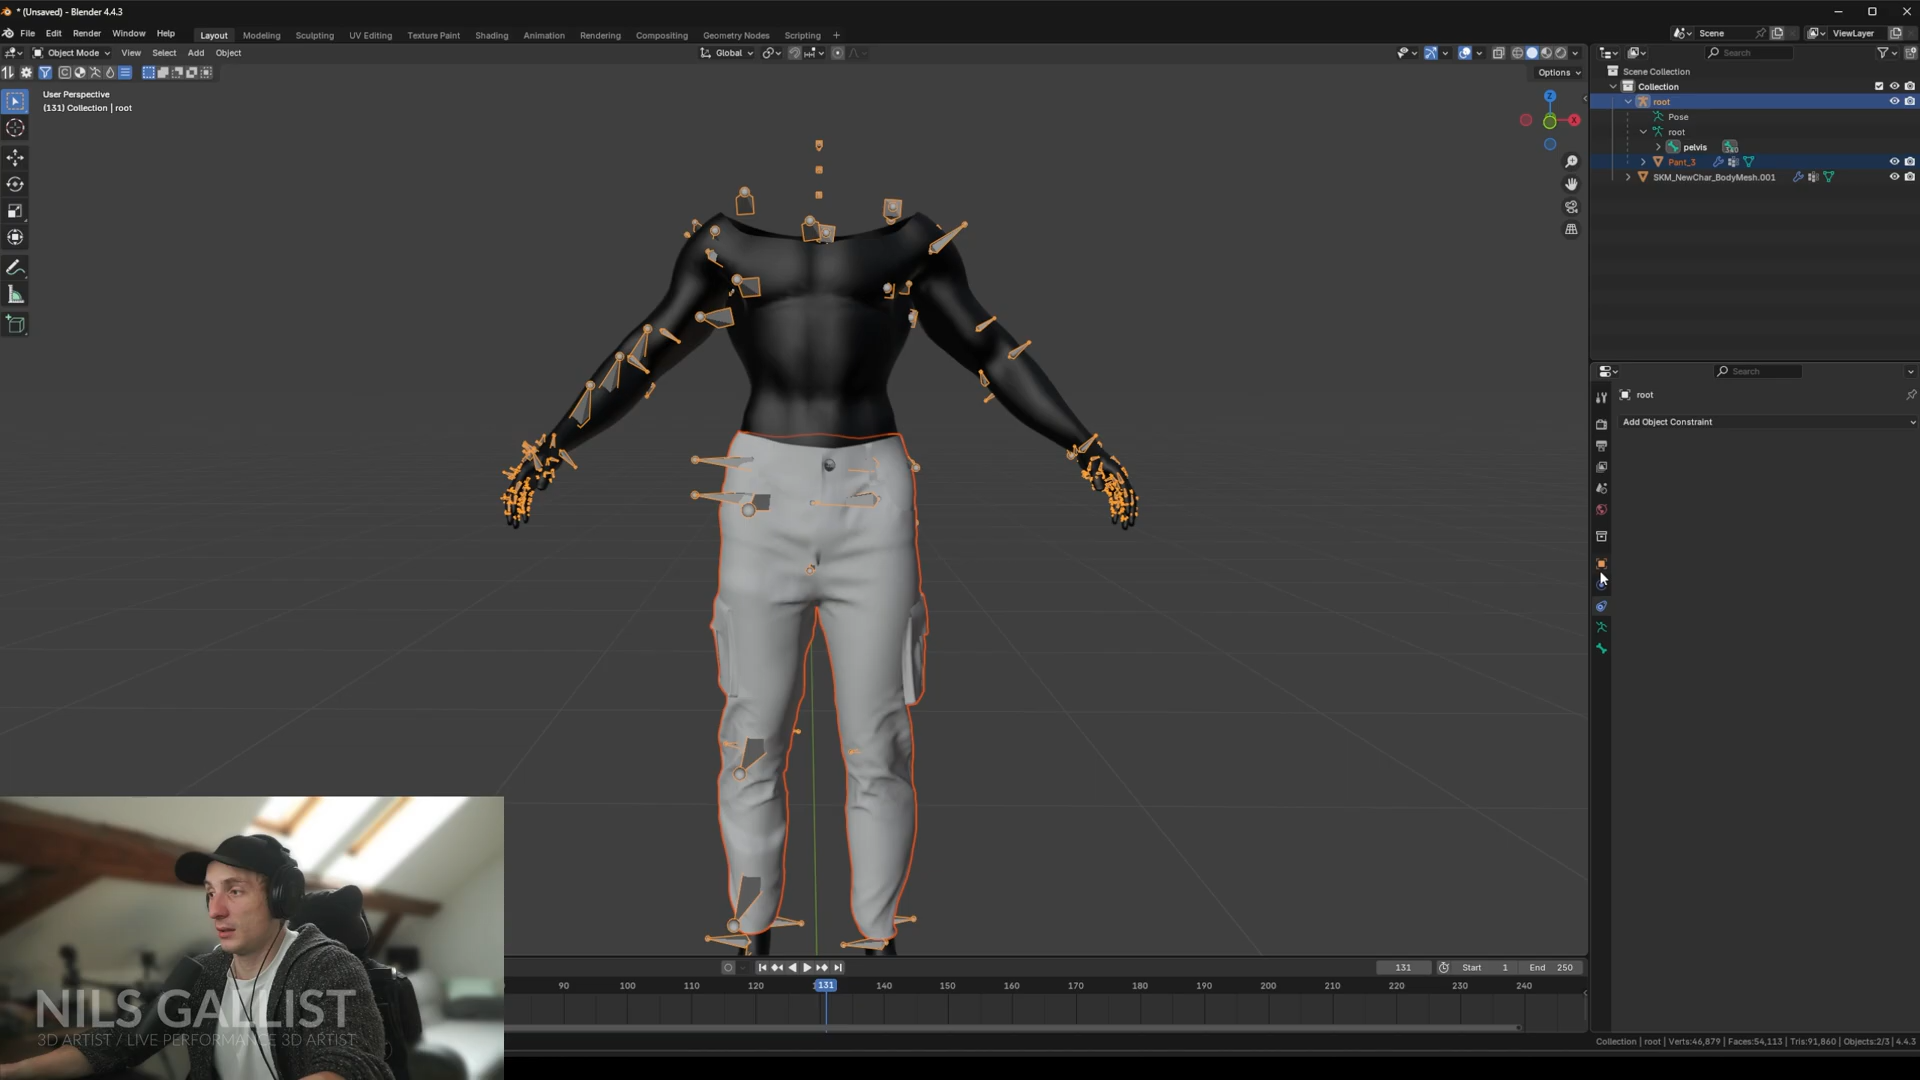 * (Unsaved) - Blender 4.4.3
File Edit Render Window Help
Layout Modeling Sculpting UV Editing Texture Paint Shading Animation Rendering Compositing Geometry Nodes Scripting +
Scene
ViewLayer
Object Mode View Select Add Object
Global
Search
Options
User Perspective
(131) Collection | root
Z
X
Scene Collection
Collection
root
Pose
root
pelvis
Pant_3
SKM_NewChar_BodyMesh.001
Search
root
Add Object Constraint
131 Start 1 End 250
90 100 110 120 131 140 150 160 170 180 190 200 210 220 230 240
NILS GALLIST
3D ARTIST / LIVE PERFORMANCE 3D ARTIST
Collection | root | Verts:46,879 | Faces:54,113 | Tris:91,860 | Objects:2/3 | 4.4.3